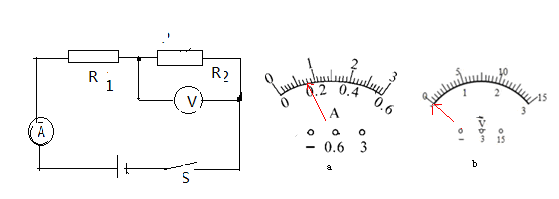 R 1
R2
V
A
S
0 1 2 3
0 0.2 0.4 0.6
A
− 0.6 3
a
0 5 10 15
1 2 3
V
− 3 15
b